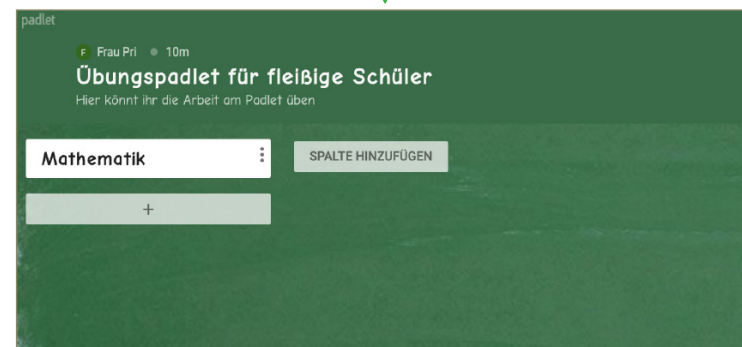 padlet
F Frau Pri 10m
Übungspadlet für fleißige Schüler
Hier könnt ihr die Arbeit am Padlet üben
Mathematik
SPALTE HINZUFÜGEN
+